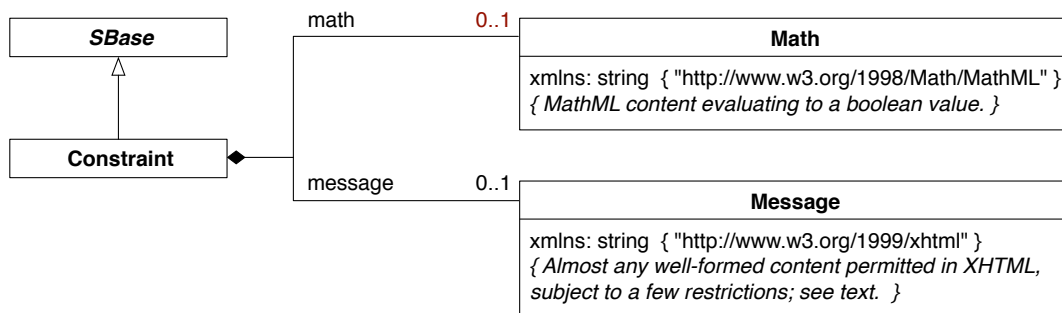 SBase
Constraint
math 0..1
Math
xmlns: string { "http://www.w3.org/1998/Math/MathML" }
{ MathML content evaluating to a boolean value. }
message 0..1
Message
xmlns: string { "http://www.w3.org/1999/xhtml" }
{ Almost any well-formed content permitted in XHTML,
subject to a few restrictions; see text. }